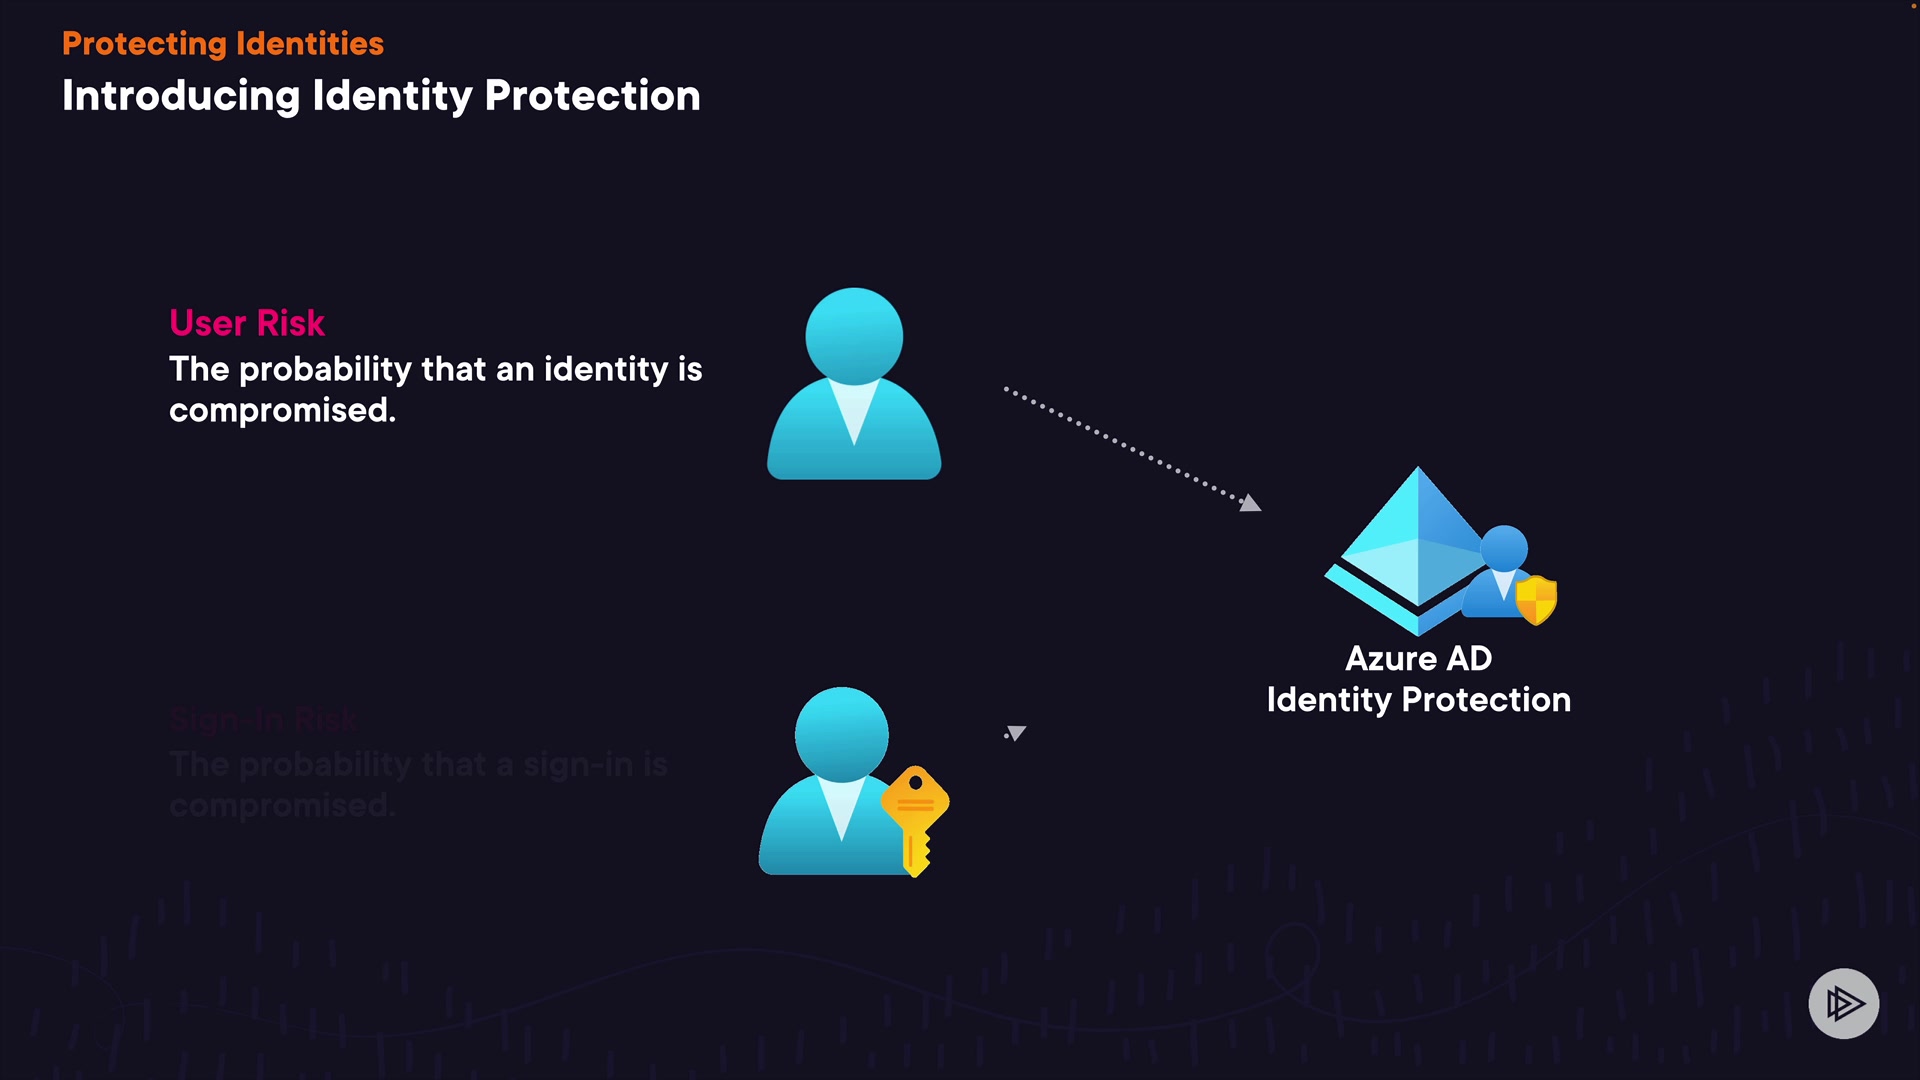 Protecting Identities
Introducing Identity Protection
User Risk
The probability that an identity is
compromised.
Azure AD
Identity Protection
Sign-In Risk
The probability that a sign-in is
compromised.